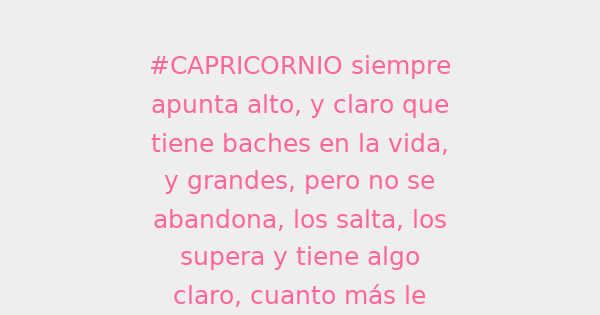 #CAPRICORNIO siempre
apunta alto, y claro que
tiene baches en la vida,
y grandes, pero no se
abandona, los salta, los
supera y tiene algo
claro, cuanto más le